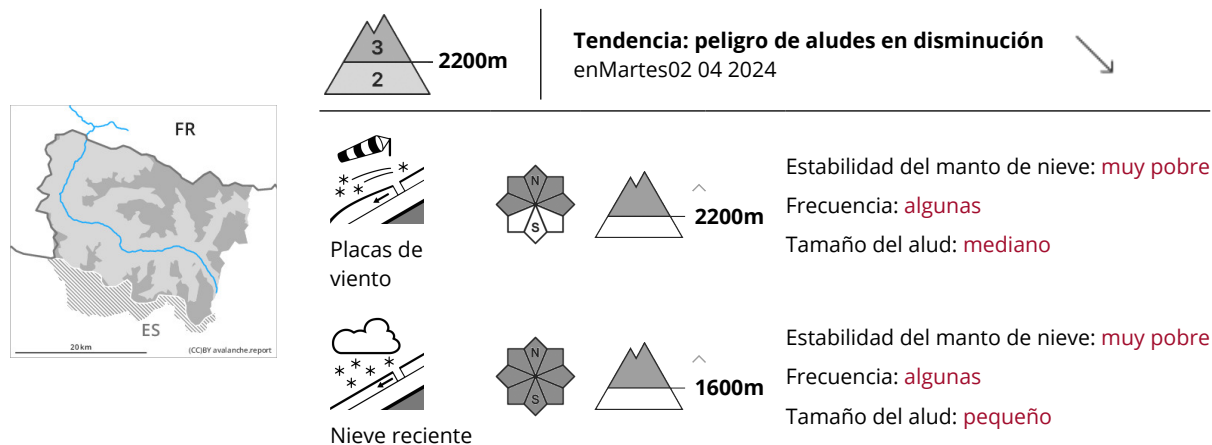 3
2
2200m
Tendencia: peligro de aludes en disminución
enMartes02 04 2024
FR
ES
20 km
(CC)BY avalanche.report
Placas de
viento
N
S
2200m
Estabilidad del manto de nieve: muy pobre
Frecuencia: algunas
Tamaño del alud: mediano
Nieve reciente
N
S
1600m
Estabilidad del manto de nieve: muy pobre
Frecuencia: algunas
Tamaño del alud: pequeño